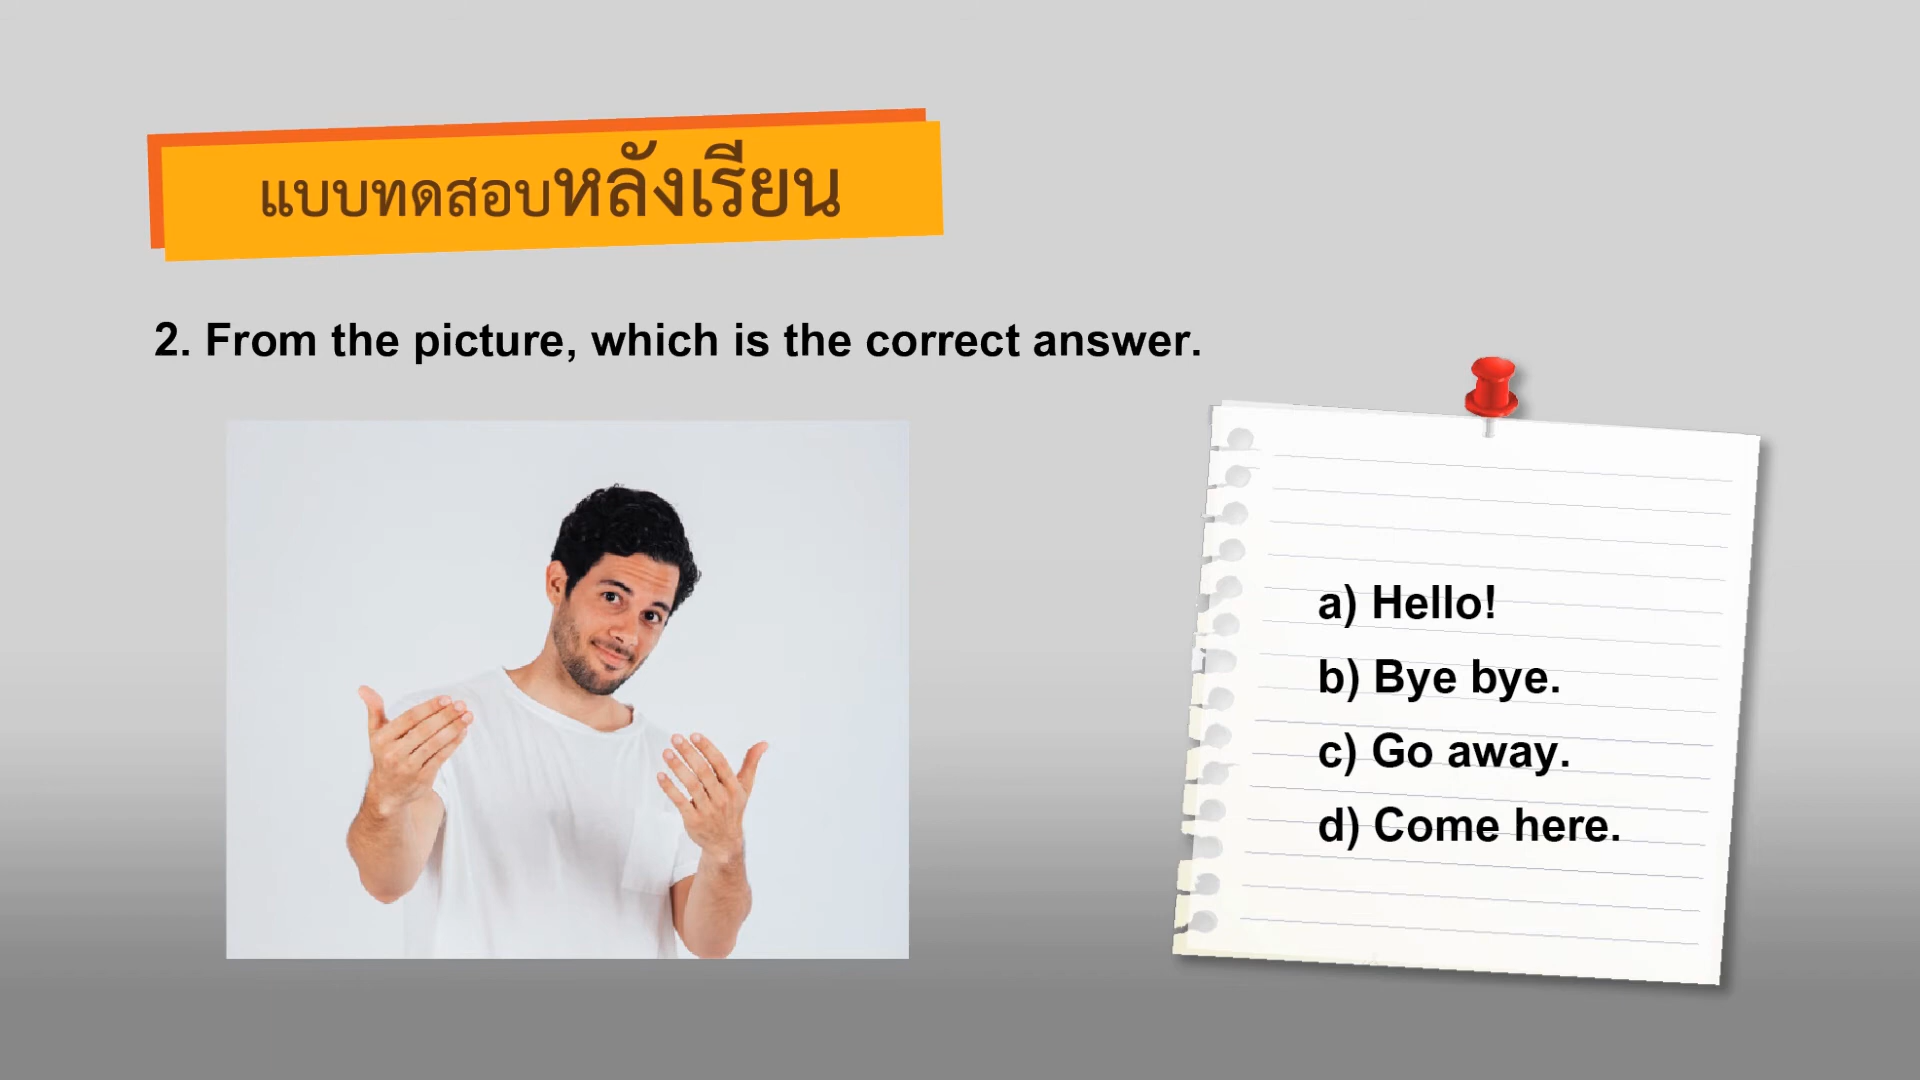 แบบทดสอบหลังเรียน
2. From the picture, which is the correct answer.
a) Hello!
b) Bye bye.
c) Go away.
d) Come here.